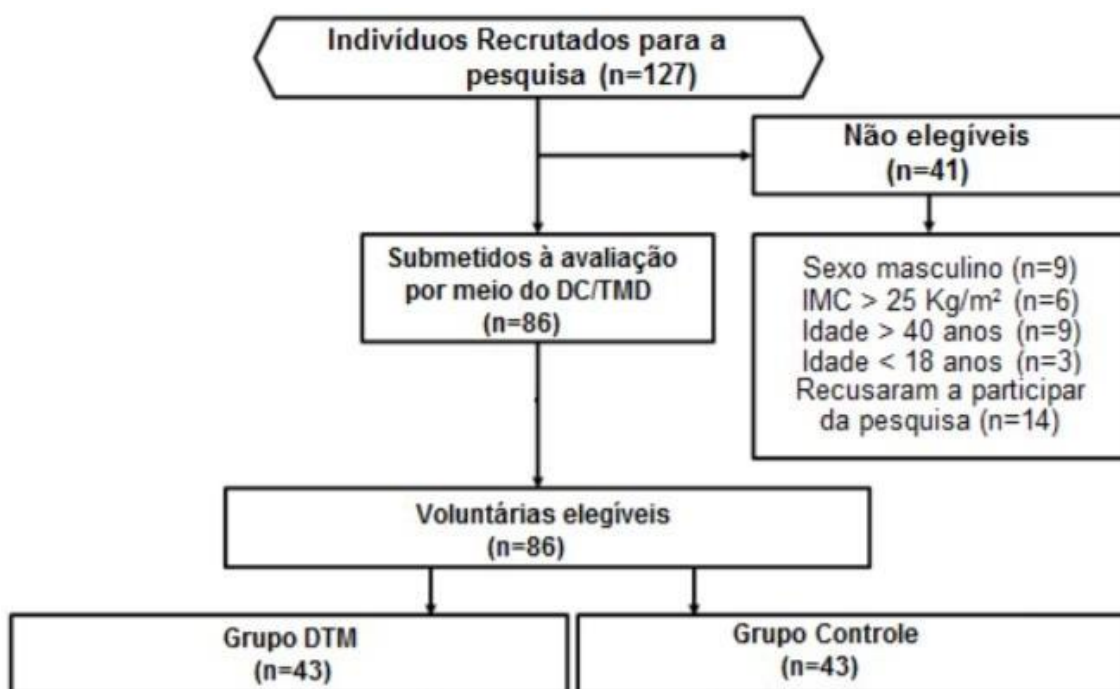 Indivíduos Recrutados para a
pesquisa (n=127)
Não elegíveis
(n=41)
Submetidos à avaliação
por meio do DC/TMD
(n=86)
Sexo masculino (n=9)
IMC > 25 Kg/m² (n=6)
Idade > 40 anos (n=9)
Idade < 18 anos (n=3)
Recusaram a participar
da pesquisa (n=14)
Voluntárias elegíveis
(n=86)
Grupo DTM
(n=43)
Grupo Controle
(n=43)